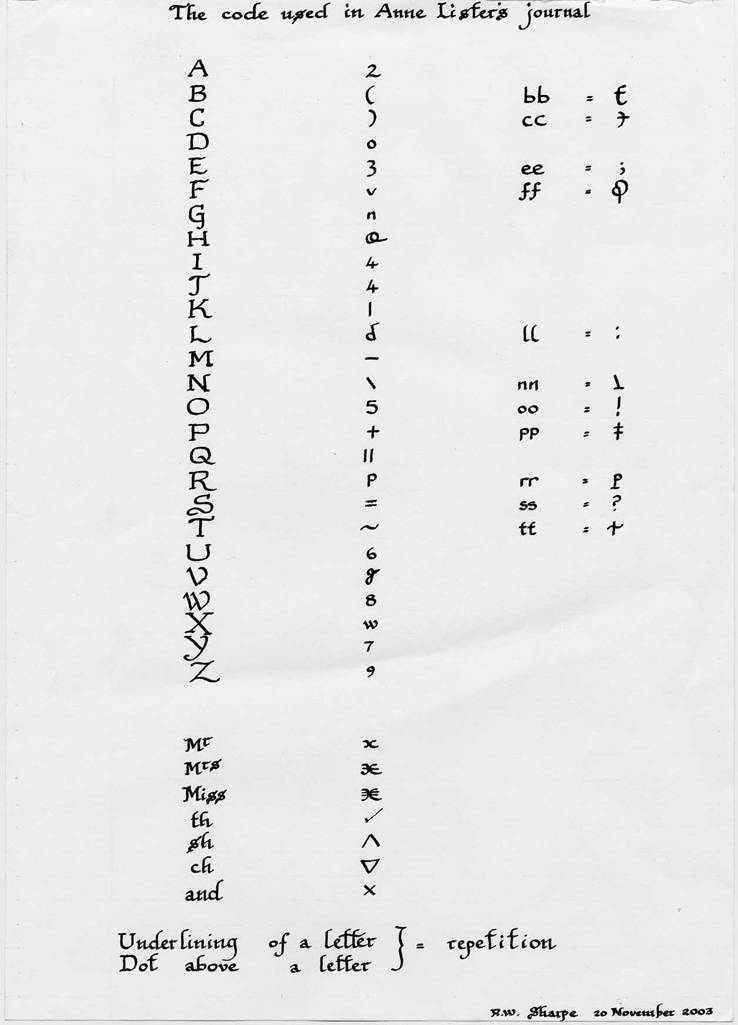 The code used in Anne Lister's journal
A 2
B ( bb = ⱦ
C ) cc = ɟ
D o
E 3 ee = ;
F v ff = φ
G n
H
I 4
J 4
K |
L d ll = :
M –
N \ nn =
O 5 oo = !
P + pp = ‡
Q ||
R p rr = p
S = ss = ?
T ~ tt = +
U 6
V g
W 8
X w
Y 7
Z 9
Mr x
Mrs
Miss
th ✓
sh ^
ch ▽
and ×
Underlining of a letter } = repetition
Dot above a letter
R.W. Sharpe 20 November 2003